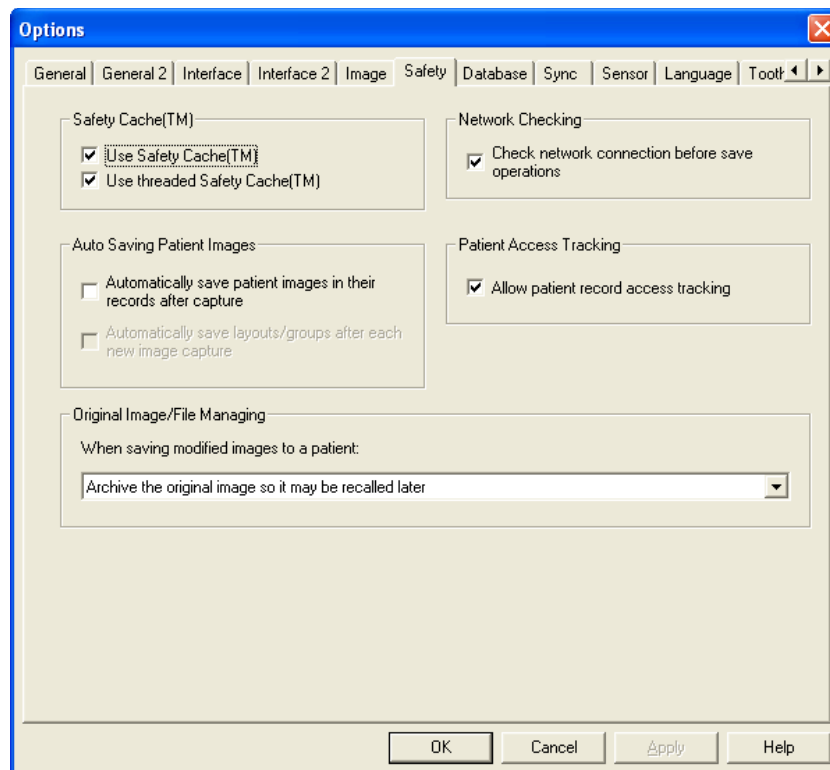 Options
General General 2 Interface Interface 2 Image Safety Database Sync Sensor Language Tooth
Safety Cache(TM)
Use Safety Cache(TM)
Use threaded Safety Cache(TM)
Network Checking
Check network connection before save
operations
Auto Saving Patient Images
Automatically save patient images in their
records after capture
Automatically save layouts/groups after each
new image capture
Patient Access Tracking
Allow patient record access tracking
Original Image/File Managing
When saving modified images to a patient:
Archive the original image so it may be recalled later
OK Cancel Apply Help